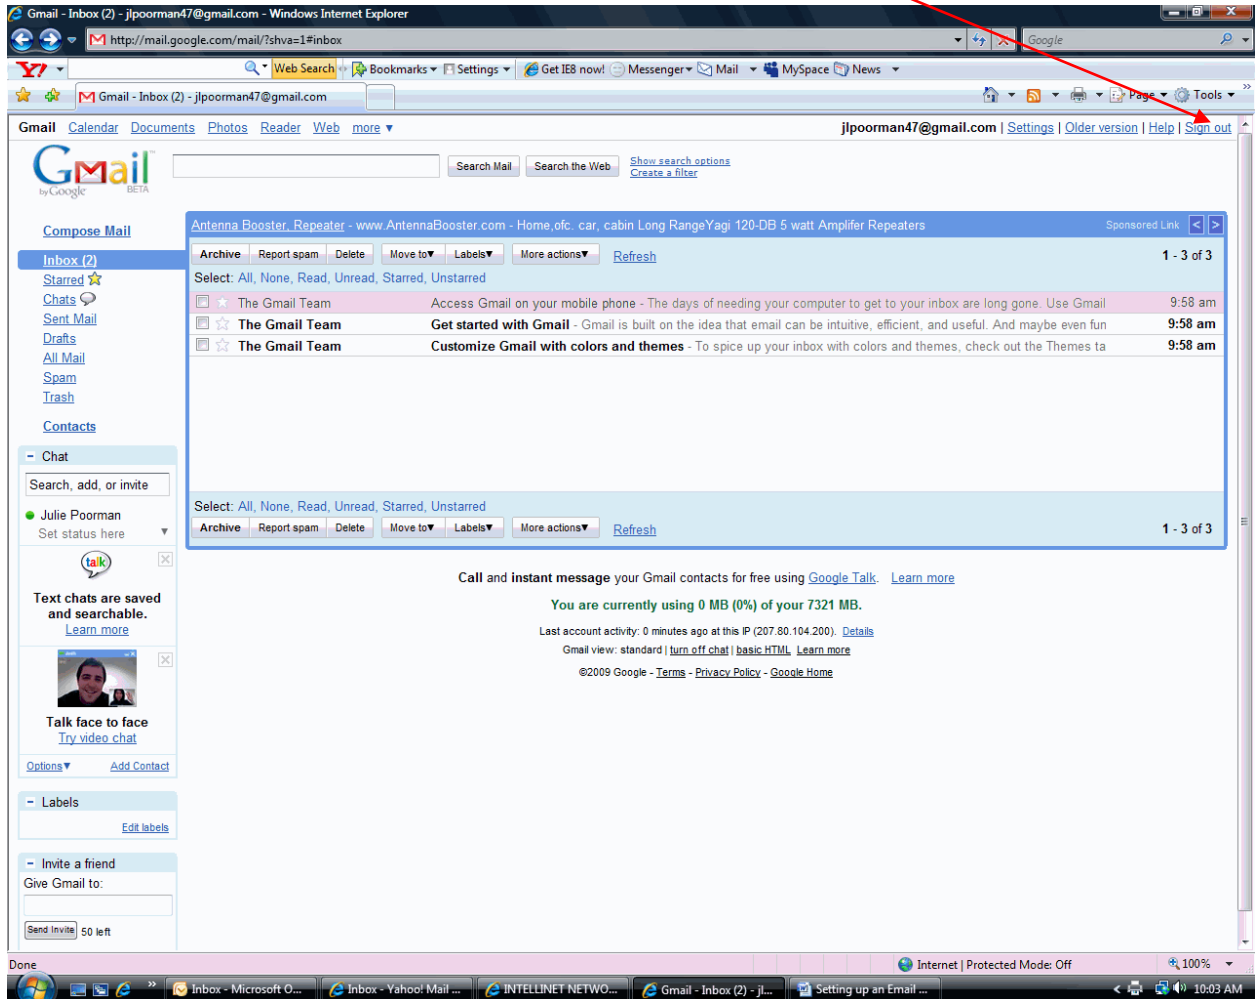 Gmail - Inbox (2) - jlpoorman47@gmail.com - Windows Internet Explorer
http://mail.google.com/mail/?shva=1#inbox Google
Y! Web Search Bookmarks Settings Get IE8 now! Messenger Mail MySpace News
Gmail - Inbox (2) - jlpoorman47@gmail.com Page Tools
Gmail Calendar Documents Photos Reader Web more jlpoorman47@gmail.com | Settings | Older version | Help | Sign out
Gmail by Google BETA
Search Mail Search the Web Show search options
Create a filter
Compose Mail
Inbox (2)
Starred
Chats
Sent Mail
Drafts
All Mail
Spam
Trash
Contacts
Antenna Booster, Repeater - www.AntennaBooster.com - Home,ofc. car, cabin Long RangeYagi 120-DB 5 watt Amplifer Repeaters Sponsored Link < >
Archive Report spam Delete Move to Labels More actions Refresh 1 - 3 of 3
Select: All, None, Read, Unread, Starred, Unstarred
The Gmail Team Access Gmail on your mobile phone - The days of needing your computer to get to your inbox are long gone. Use Gmail 9:58 am
The Gmail Team Get started with Gmail - Gmail is built on the idea that email can be intuitive, efficient, and useful. And maybe even fun 9:58 am
The Gmail Team Customize Gmail with colors and themes - To spice up your inbox with colors and themes, check out the Themes ta 9:58 am
Select: All, None, Read, Unread, Starred, Unstarred
Archive Report spam Delete Move to Labels More actions Refresh 1 - 3 of 3
Chat
Search, add, or invite
Julie Poorman
Set status here
talk
Text chats are saved
and searchable.
Learn more
Talk face to face
Try video chat
Options Add Contact
Labels
Edit labels
Invite a friend
Give Gmail to:
Send Invite 50 left
Call and instant message your Gmail contacts for free using Google Talk. Learn more
You are currently using 0 MB (0%) of your 7321 MB.
Last account activity: 0 minutes ago at this IP (207.80.104.200). Details
Gmail view: standard | turn off chat | basic HTML Learn more
©2009 Google - Terms - Privacy Policy - Google Home
Done Internet | Protected Mode: Off 100%
Inbox - Microsoft O... Inbox - Yahoo! Mail ... INTELLINET NETWO... Gmail - Inbox (2) - jl... Setting up an Email ... 10:03 AM